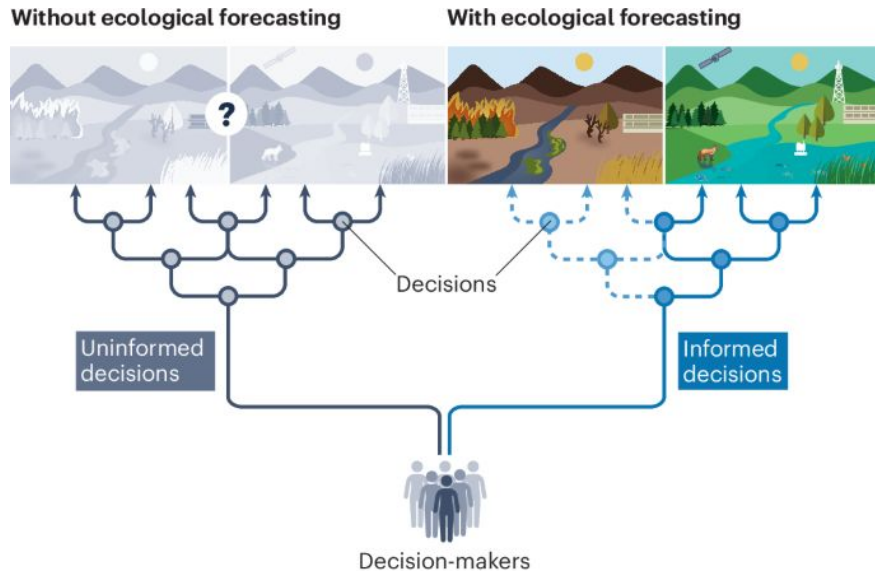 Without ecological forecasting
With ecological forecasting
?
Decisions
Uninformed
decisions
Informed
decisions
Decision-makers